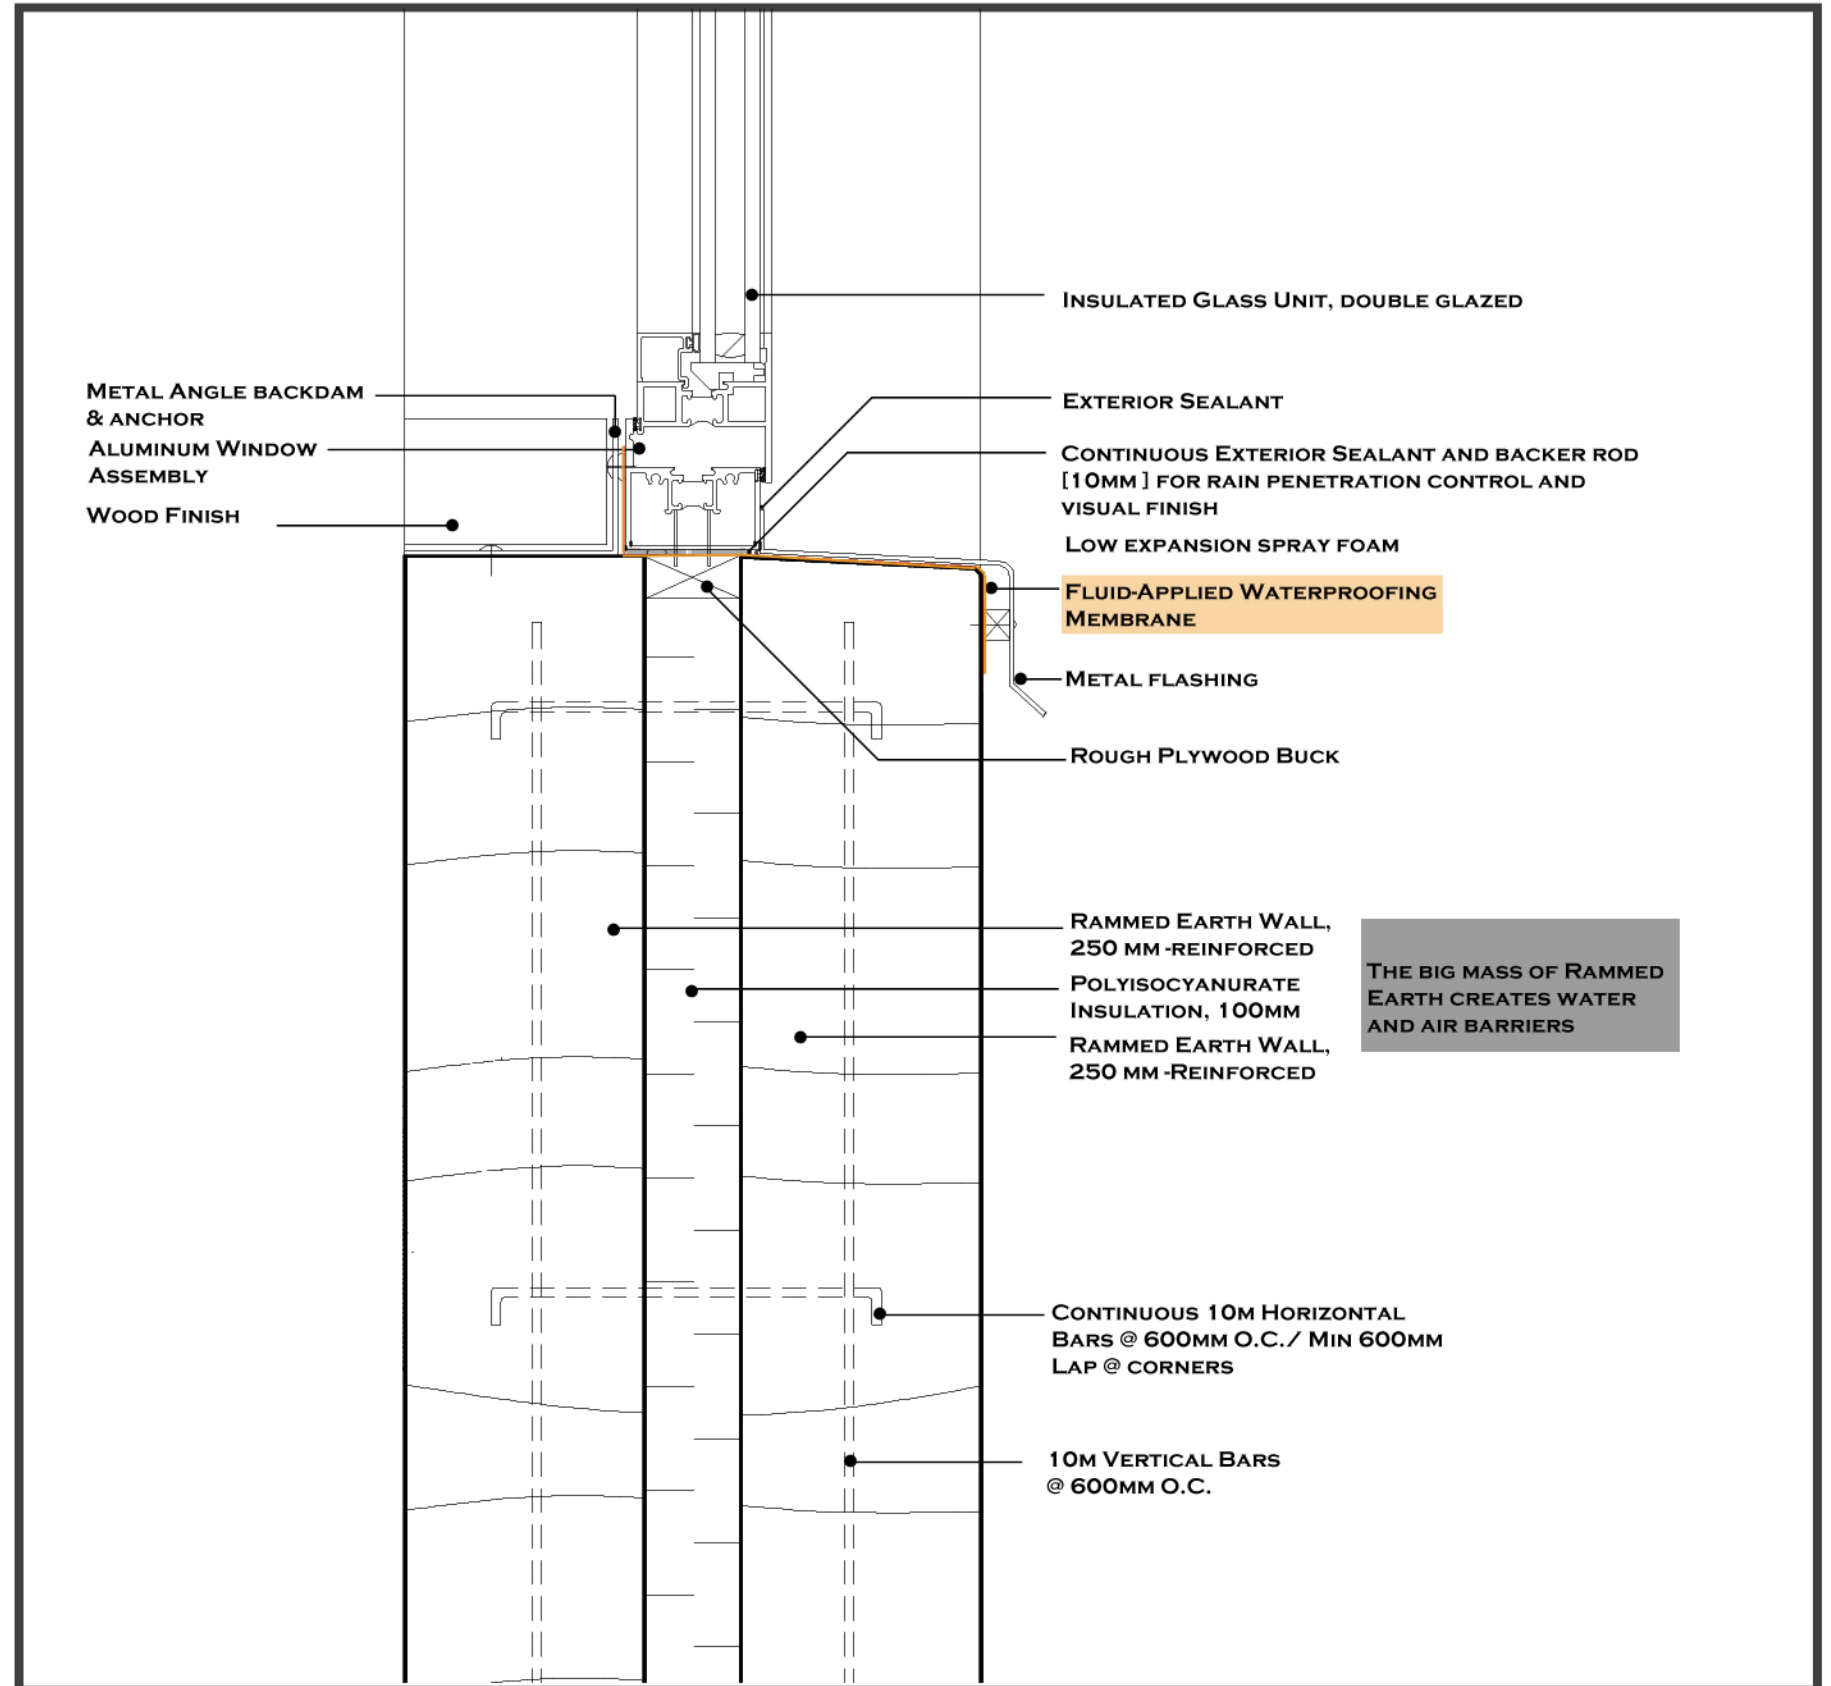 Metal Angle backdam
& anchor
Aluminum Window
Assembly
Wood Finish
Insulated Glass Unit, double glazed
Exterior Sealant
Continuous Exterior Sealant and backer rod
[10mm ] for rain penetration control and
visual finish
Low expansion spray foam
Fluid-Applied Waterproofing
Membrane
Metal flashing
Rough Plywood Buck
Rammed Earth Wall,
250 mm -reinforced
Polyisocyanurate
Insulation, 100mm
Rammed Earth Wall,
250 mm -Reinforced
The big mass of Rammed
Earth creates water
and air barriers
Continuous 10m Horizontal
Bars @ 600mm O.C./ Min 600mm
Lap @ corners
10m Vertical Bars
@ 600mm O.C.